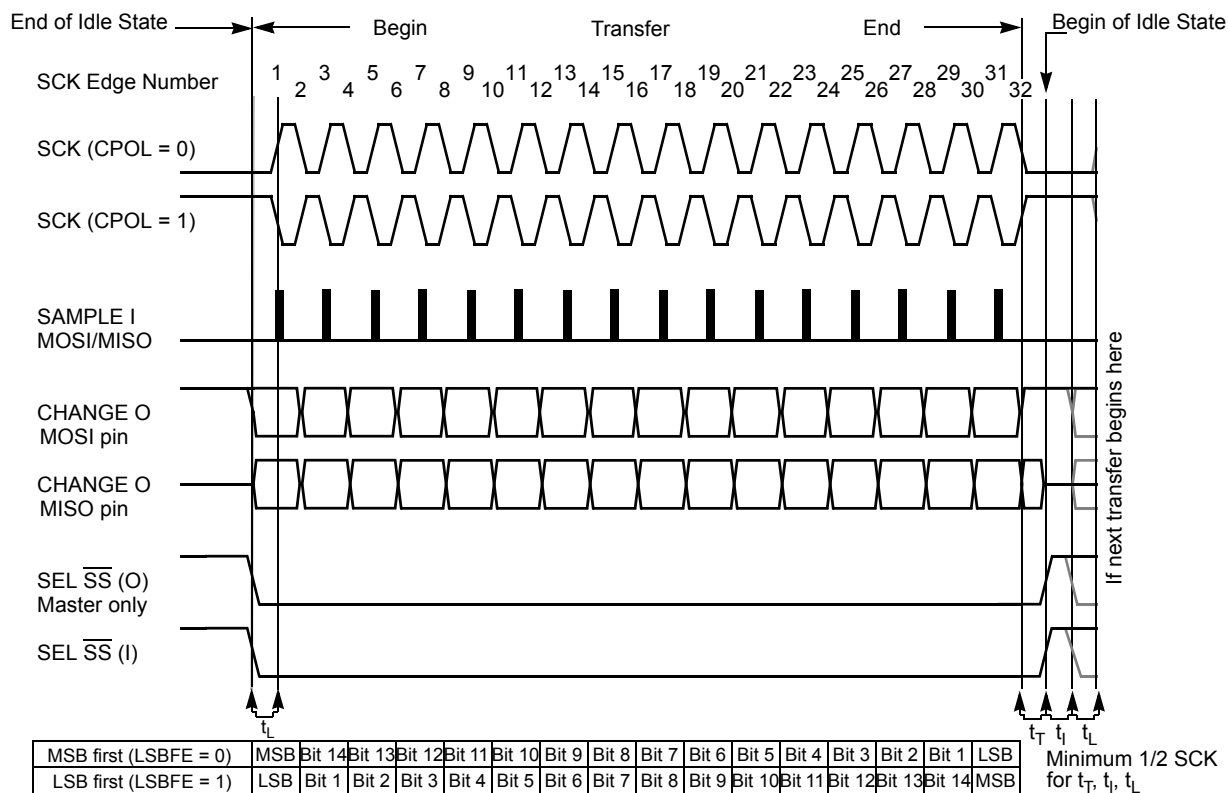 End of Idle State Begin Transfer End Begin of Idle State
SCK Edge Number 1 2 3 4 5 6 7 8 9 10 11 12 13 14 15 16 17 18 19 20 21 22 23 24 25 26 27 28 29 30 31 32
SCK (CPOL = 0)
SCK (CPOL = 1)
SAMPLE I
MOSI/MISO
CHANGE O
MOSI pin
CHANGE O
MISO pin
SEL SS (O)
Master only
SEL SS (I)
If next transfer begins here
tL tT tI tL
MSB first (LSBFE = 0) MSB Bit 14 Bit 13 Bit 12 Bit 11 Bit 10 Bit 9 Bit 8 Bit 7 Bit 6 Bit 5 Bit 4 Bit 3 Bit 2 Bit 1 LSB
LSB first (LSBFE = 1) LSB Bit 1 Bit 2 Bit 3 Bit 4 Bit 5 Bit 6 Bit 7 Bit 8 Bit 9 Bit 10 Bit 11 Bit 12 Bit 13 Bit 14 MSB
Minimum 1/2 SCK
for tT, tI, tL